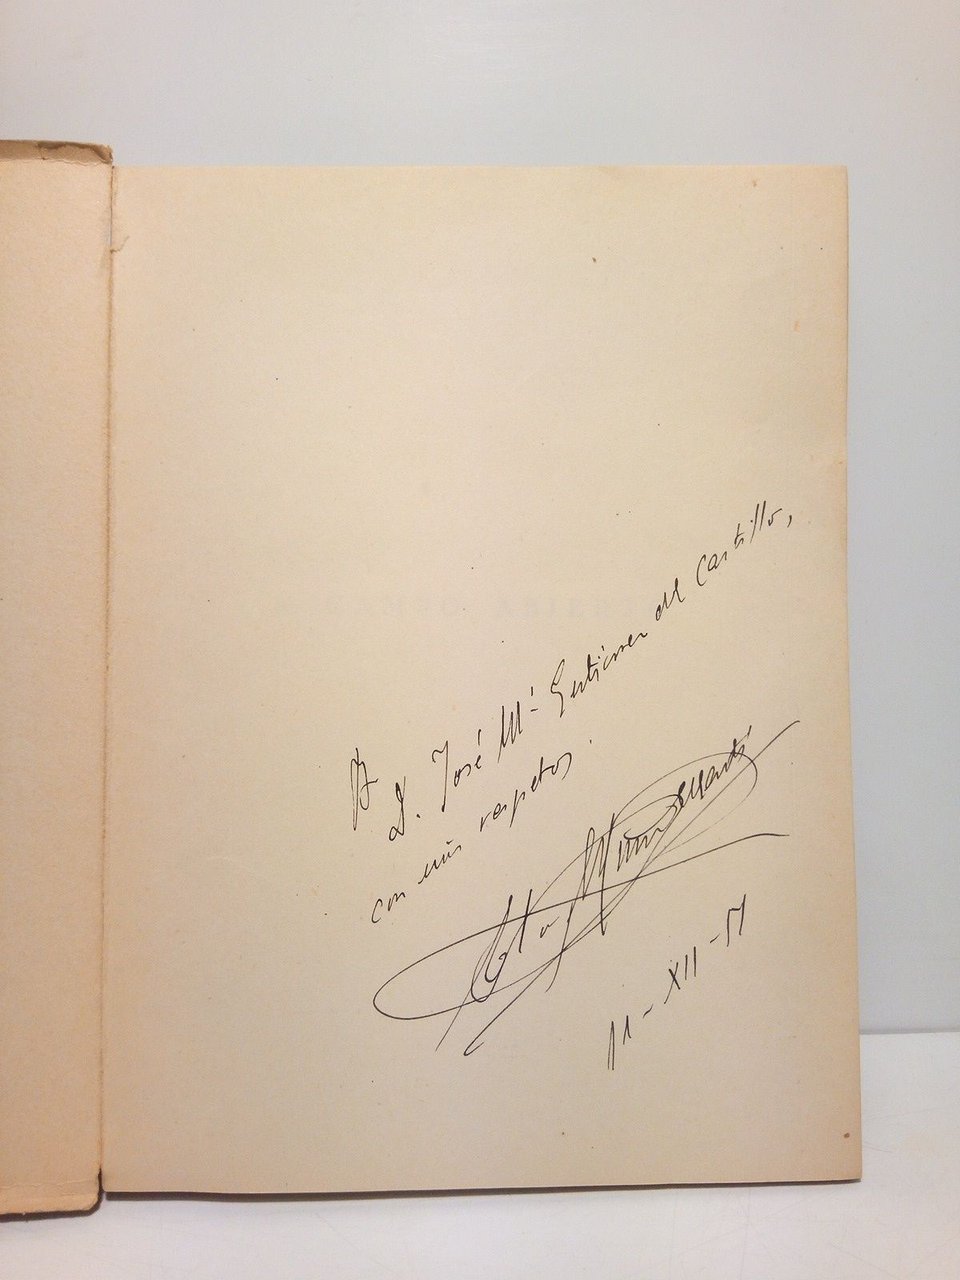 A
D. José Mª Gutiérrez del Castillo,
con mis respetos.
11-XII-51